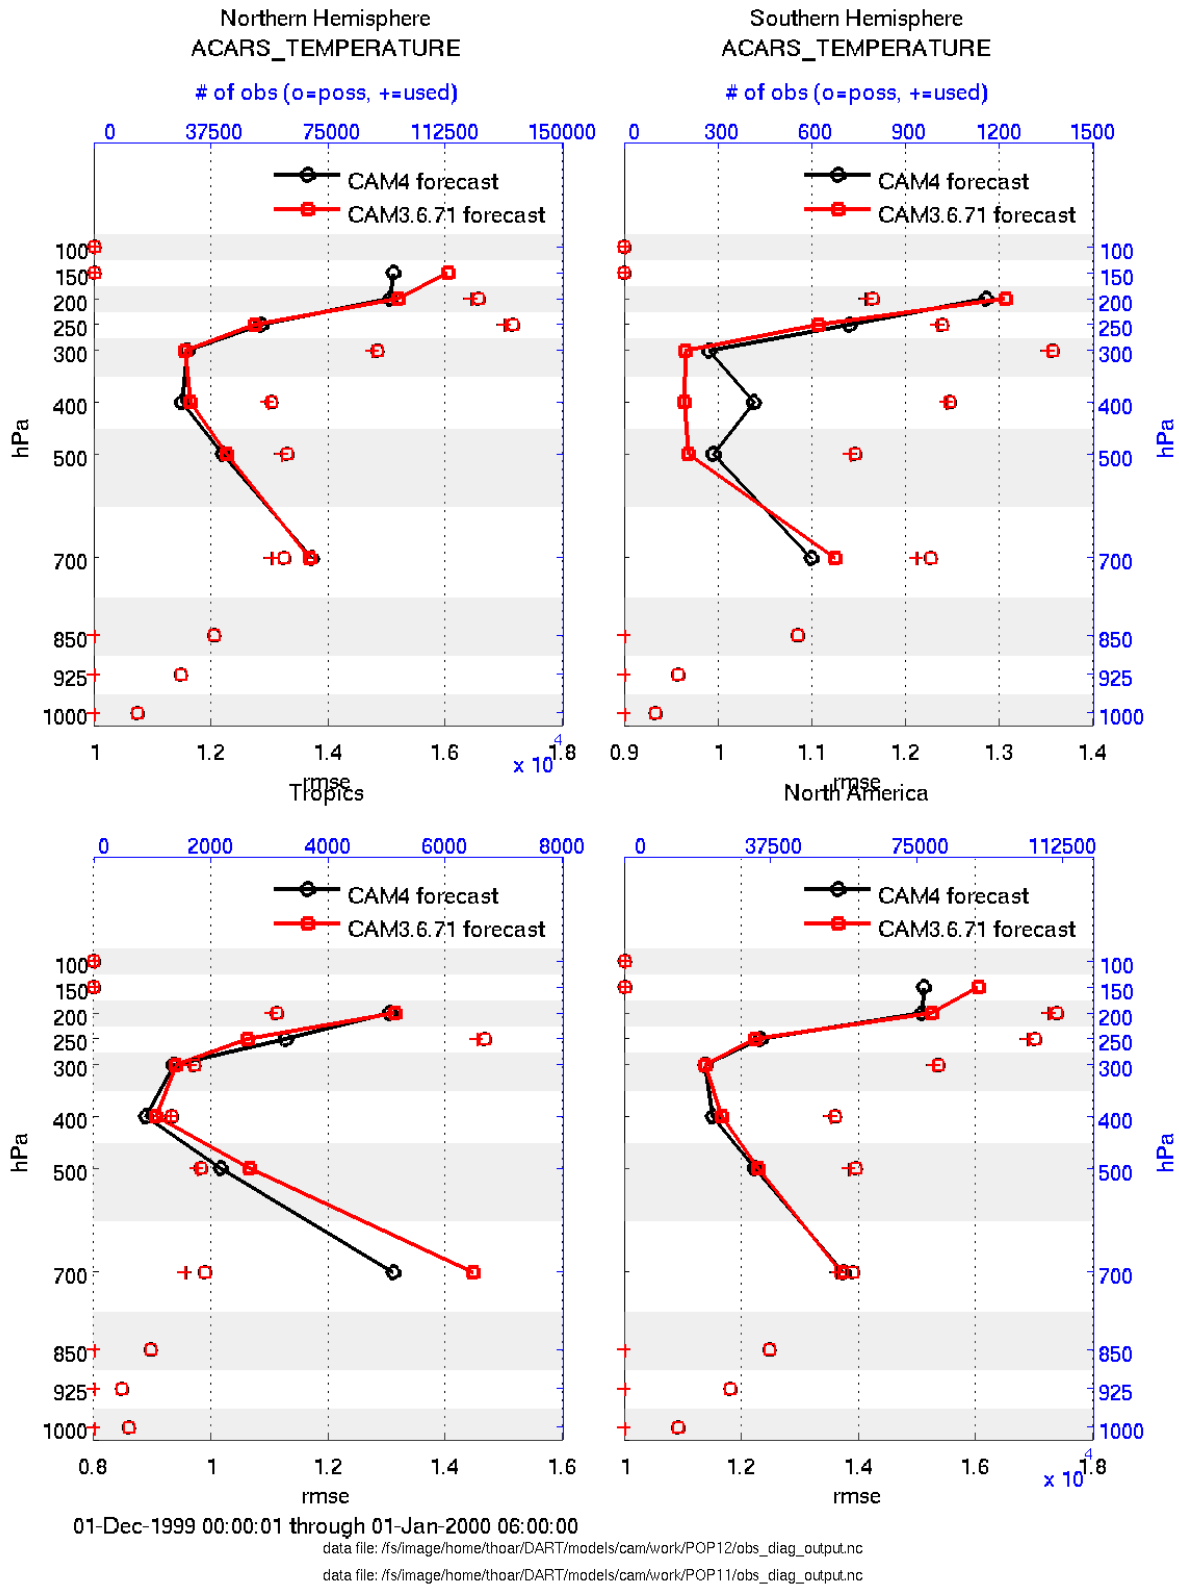 Northern Hemisphere
ACARS_TEMPERATURE
# of obs (o=poss, +=used)
0 37500 75000 112500 150000
CAM4 forecast
CAM3.6.71 forecast
100
150
200
250
300
400
500
700
850
925
1000
hPa
1 1.2 1.4 1.6 1.8
x 10^4
rmse
Southern Hemisphere
ACARS_TEMPERATURE
# of obs (o=poss, +=used)
0 300 600 900 1200 1500
CAM4 forecast
CAM3.6.71 forecast
100
150
200
250
300
400
500
700
850
925
1000
hPa
0.9 1 1.1 1.2 1.3 1.4
rmse
Tropics
0 2000 4000 6000 8000
CAM4 forecast
CAM3.6.71 forecast
100
150
200
250
300
400
500
700
850
925
1000
hPa
0.8 1 1.2 1.4 1.6
rmse
North America
0 37500 75000 112500
CAM4 forecast
CAM3.6.71 forecast
100
150
200
250
300
400
500
700
850
925
1000
hPa
1 1.2 1.4 1.6 1.8
x 10^4
rmse
01-Dec-1999 00:00:01 through 01-Jan-2000 06:00:00
data file: /fs/image/home/thoar/DART/models/cam/work/POP12/obs_diag_output.nc
data file: /fs/image/home/thoar/DART/models/cam/work/POP11/obs_diag_output.nc